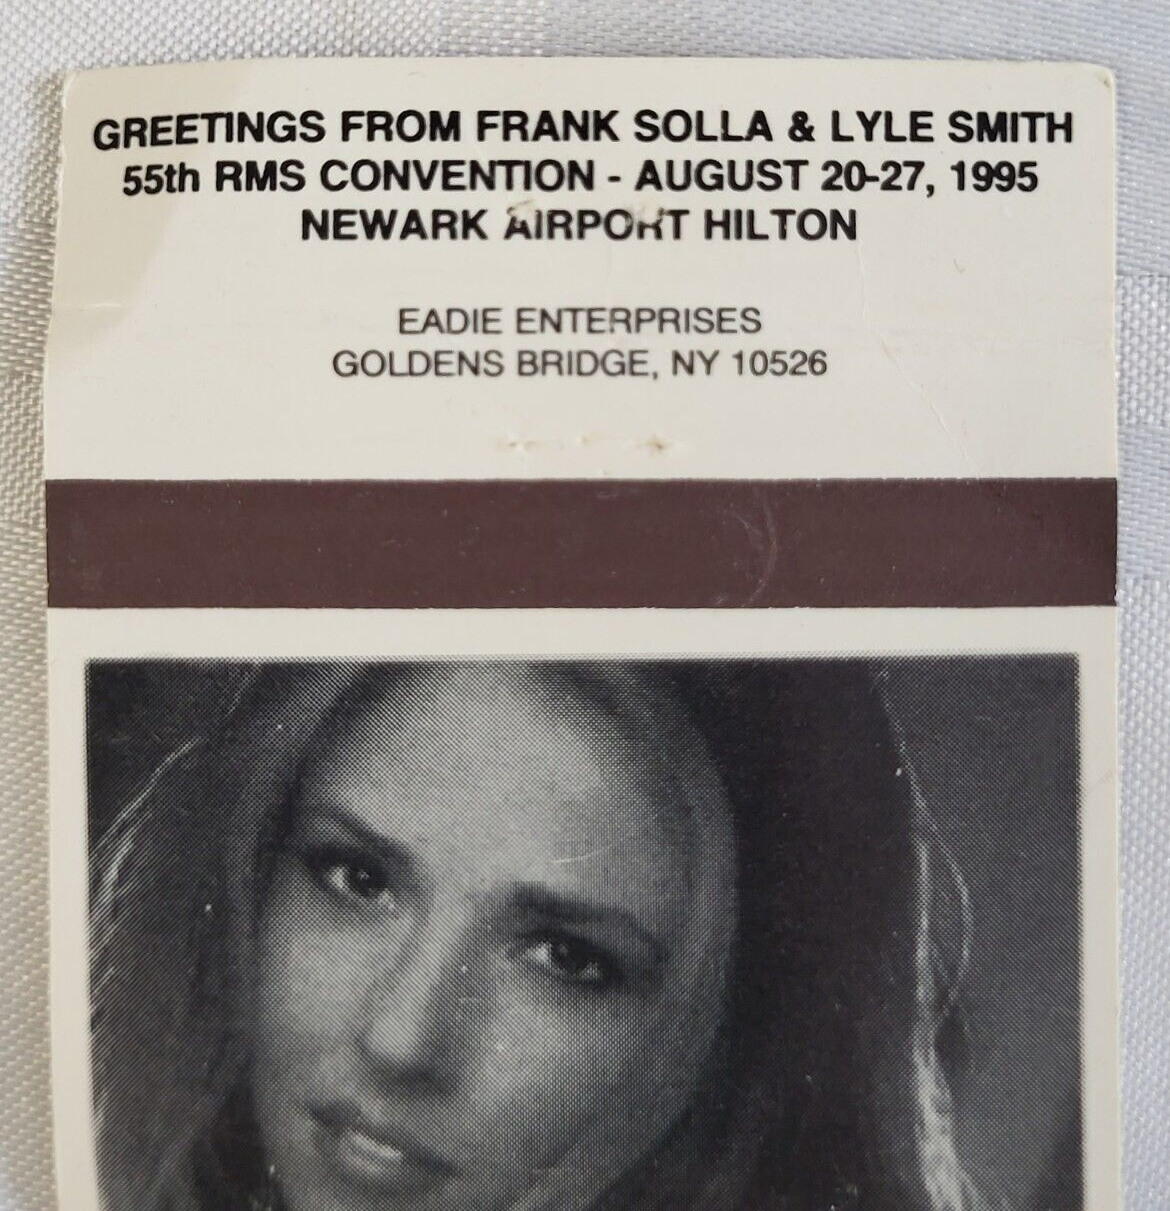 GREETINGS FROM FRANK SOLLA & LYLE SMITH
55th RMS CONVENTION - AUGUST 20-27, 1995
NEWARK AIRPORT HILTON
EADIE ENTERPRISES
GOLDENS BRIDGE, NY 10526